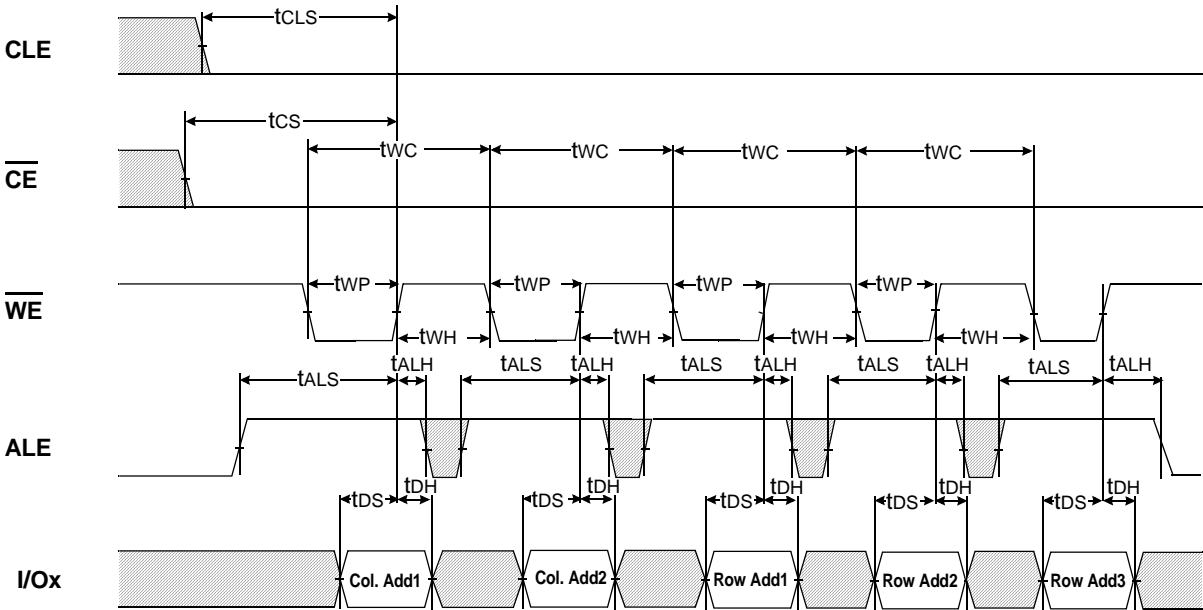 CLE
tCLS
CE
tCS
tWC tWC tWC tWC
WE
tWP tWP tWP tWP
tWH tWH tWH tWH
ALE
tALS tALH tALS tALH tALS tALH tALS tALH tALS tALH
tDS tDH tDS tDH tDS tDH tDS tDH tDS tDH
I/Ox
Col. Add1 Col. Add2 Row Add1 Row Add2 Row Add3